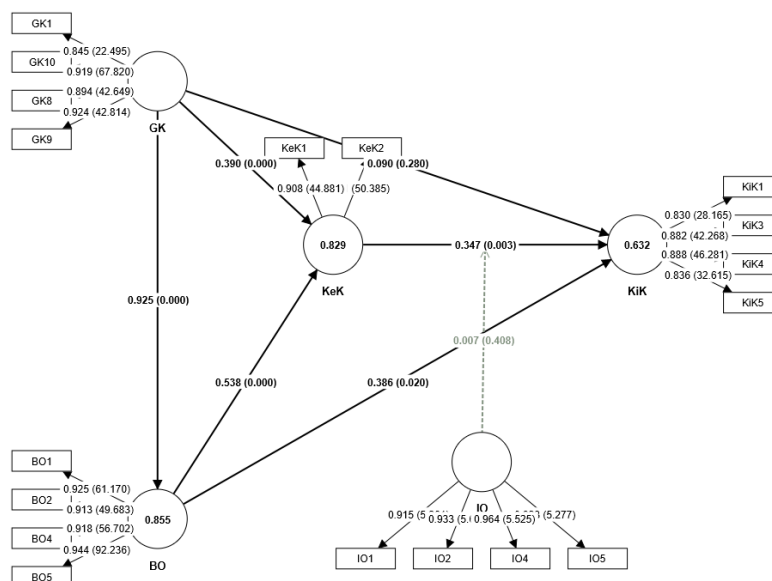 GK1
0.845 (22.495)
GK10
0.919 (67.820)
GK8
0.894 (42.649)
0.924 (42.814)
GK9
GK
KeK1
KeK2
0.390 (0.000)
0.090 (0.280)
0.908 (44.881)
(50.385)
KiK1
0.830 (28.165)
KiK3
0.882 (42.268)
0.888 (46.281)
KiK4
0.836 (32.615)
KiK5
0.829
0.347 (0.003)
0.632
KeK
KiK
0.925 (0.000)
0.007 (0.408)
0.538 (0.000)
0.386 (0.020)
BO1
0.925 (61.170)
BO2
0.913 (49.683)
0.918 (56.702)
BO4
0.944 (92.236)
BO5
0.855
BO
IO
0.915
0.933
0.964 (5.525)
5.277)
IO1
IO2
IO4
IO5